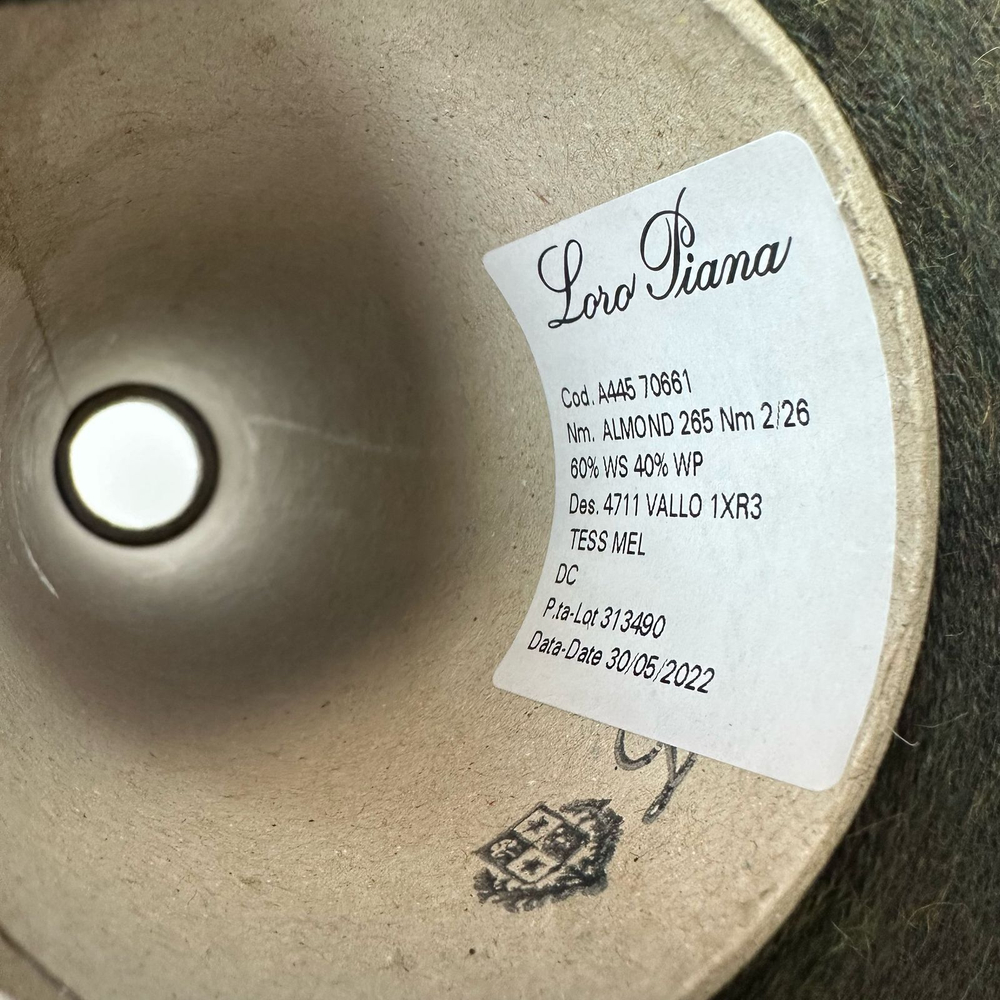 Loro Piana
Cod. A445 70661
Nm. ALMOND 265 Nm 2/26
60% WS 40% WP
Des. 4711 VALLO 1XR3
TESS MEL
DC
P.ta-Lot 313490
Data-Date 30/05/2022